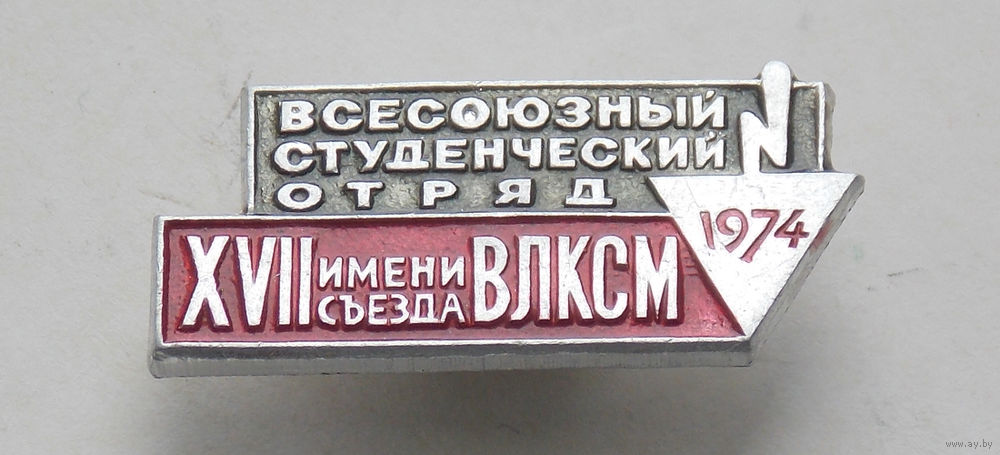 ВСЕСОЮЗНЫЙ
СТУДЕНЧЕСКИЙ
ОТРЯД
1974
XVII ИМЕНИ СЪЕЗДА ВЛКСМ
www.ay.by